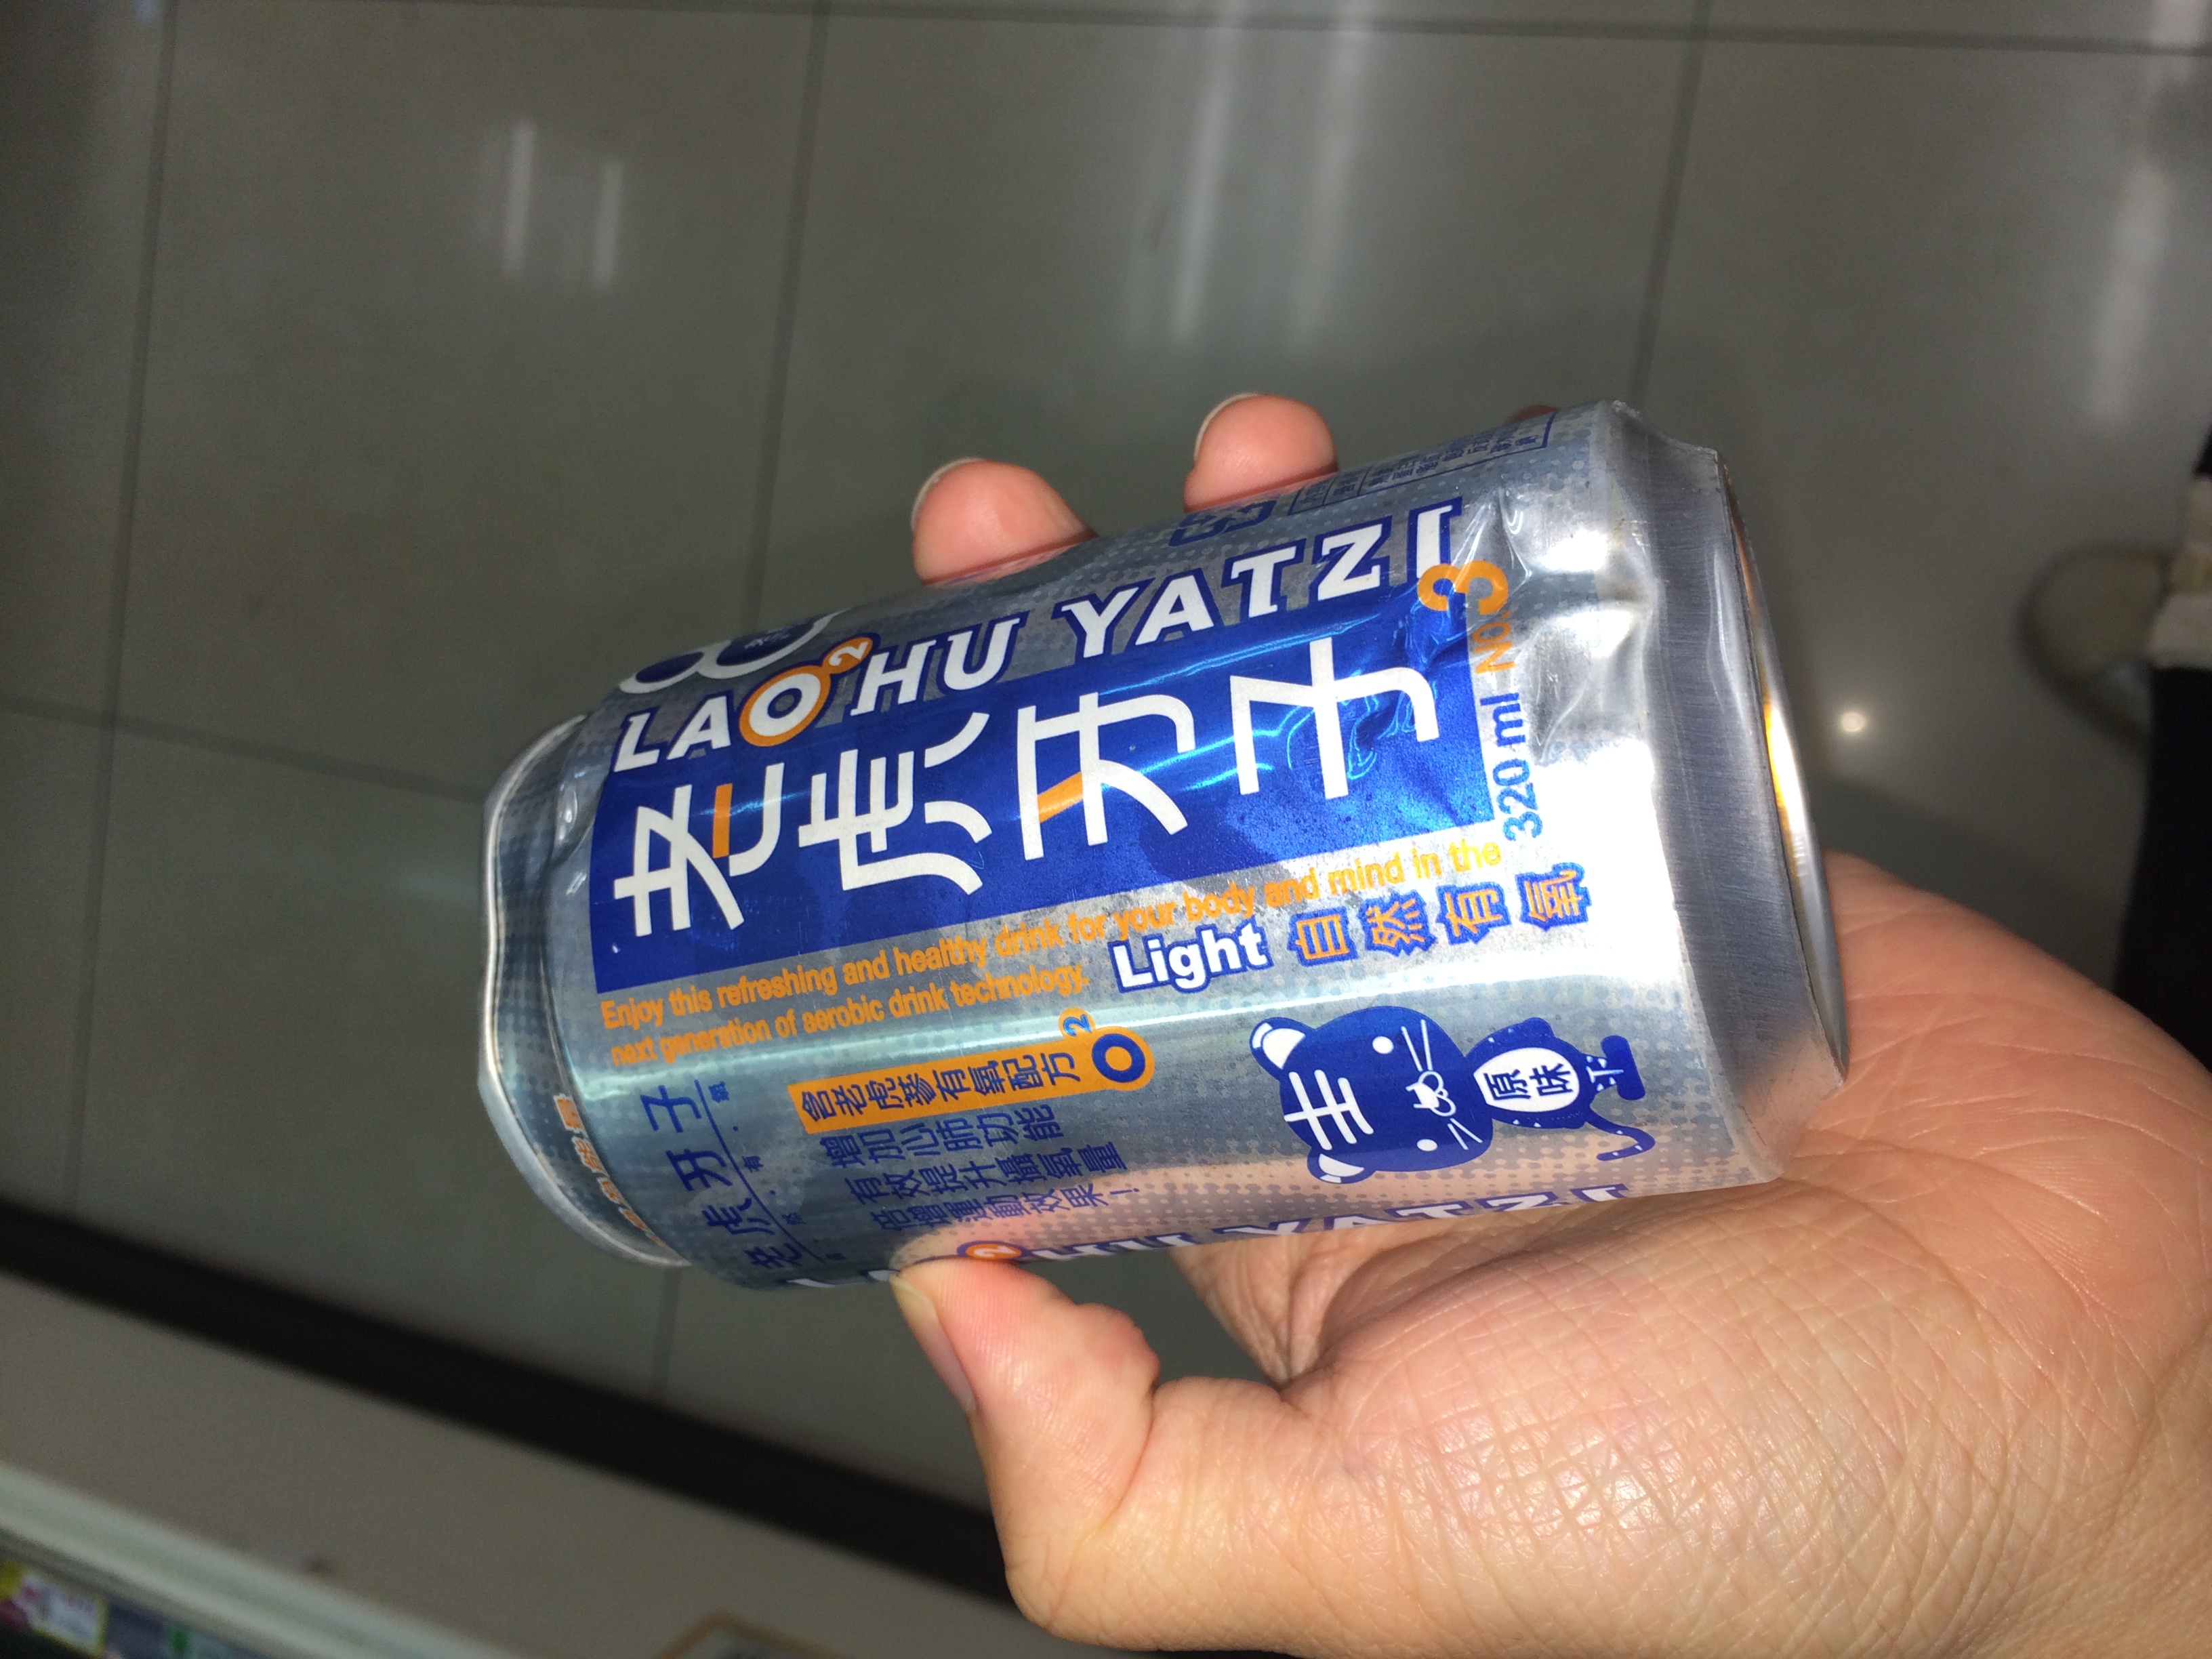 老虎牙子
LAO2 HU YATZI
320 ml NO.3
Enjoy this refreshing and healthy drink for your body and mind in the
next generation of aerobic drink technology.
Light 自然有氧
含老虎蔘有氧配方 O2
增加心肺功能
有效提升攝氧量
倍增運動效果！
老虎牙子
有 · 氧
原味
能量